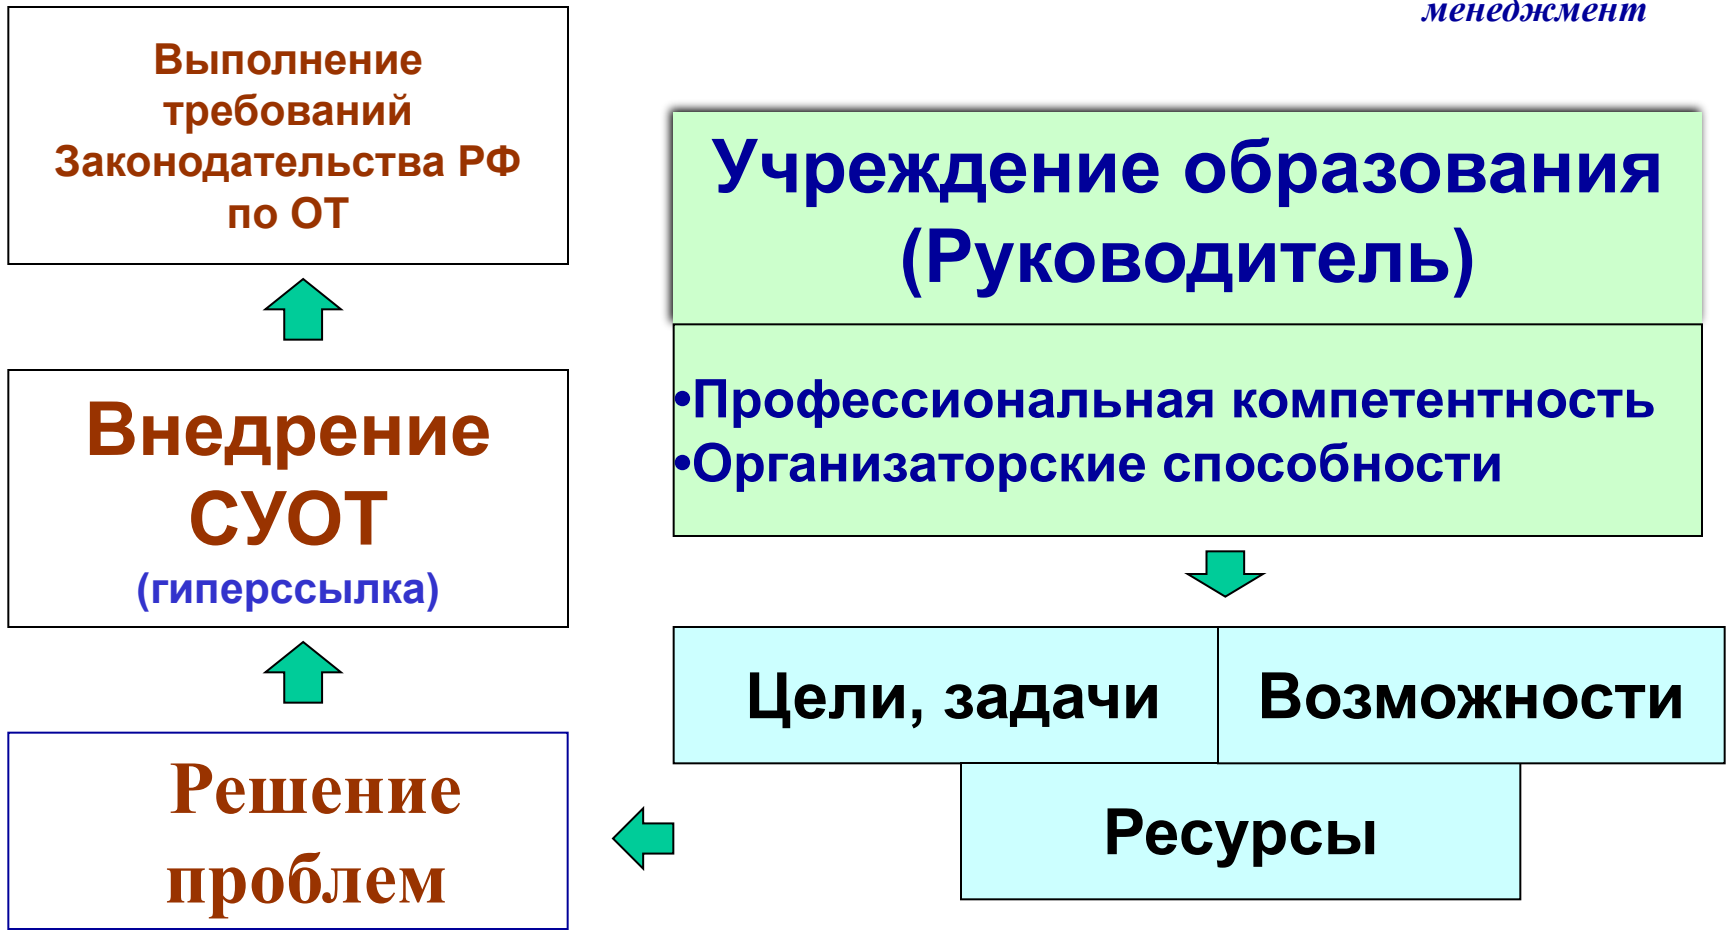 менеджмент
Выполнение
требований
Законодательства РФ
по ОТ
Учреждение образования
(Руководитель)
•Профессиональная компетентность
•Организаторские способности
Внедрение
СУОТ
(гиперссылка)
Цели, задачи
Возможности
Ресурсы
Решение
проблем